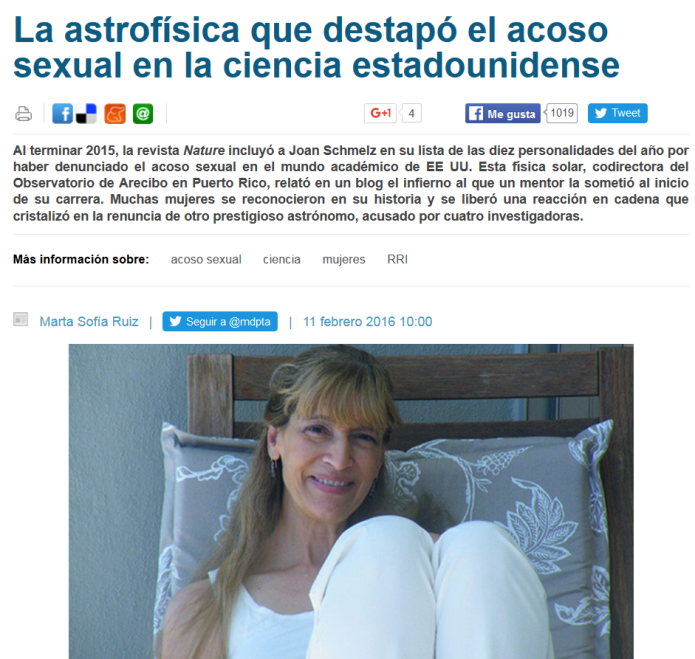 La astrofísica que destapó el acoso
sexual en la ciencia estadounidense
G+1 4 Me gusta 1019 Tweet
Al terminar 2015, la revista Nature incluyó a Joan Schmelz en su lista de las diez personalidades del año por
haber denunciado el acoso sexual en el mundo académico de EE UU. Esta física solar, codirectora del
Observatorio de Arecibo en Puerto Rico, relató en un blog el infierno al que un mentor la sometió al inicio
de su carrera. Muchas mujeres se reconocieron en su historia y se liberó una reacción en cadena que
cristalizó en la renuncia de otro prestigioso astrónomo, acusado por cuatro investigadoras.
Más información sobre: acoso sexual ciencia mujeres RRI
Marta Sofía Ruiz | Seguir a @mdpta | 11 febrero 2016 10:00